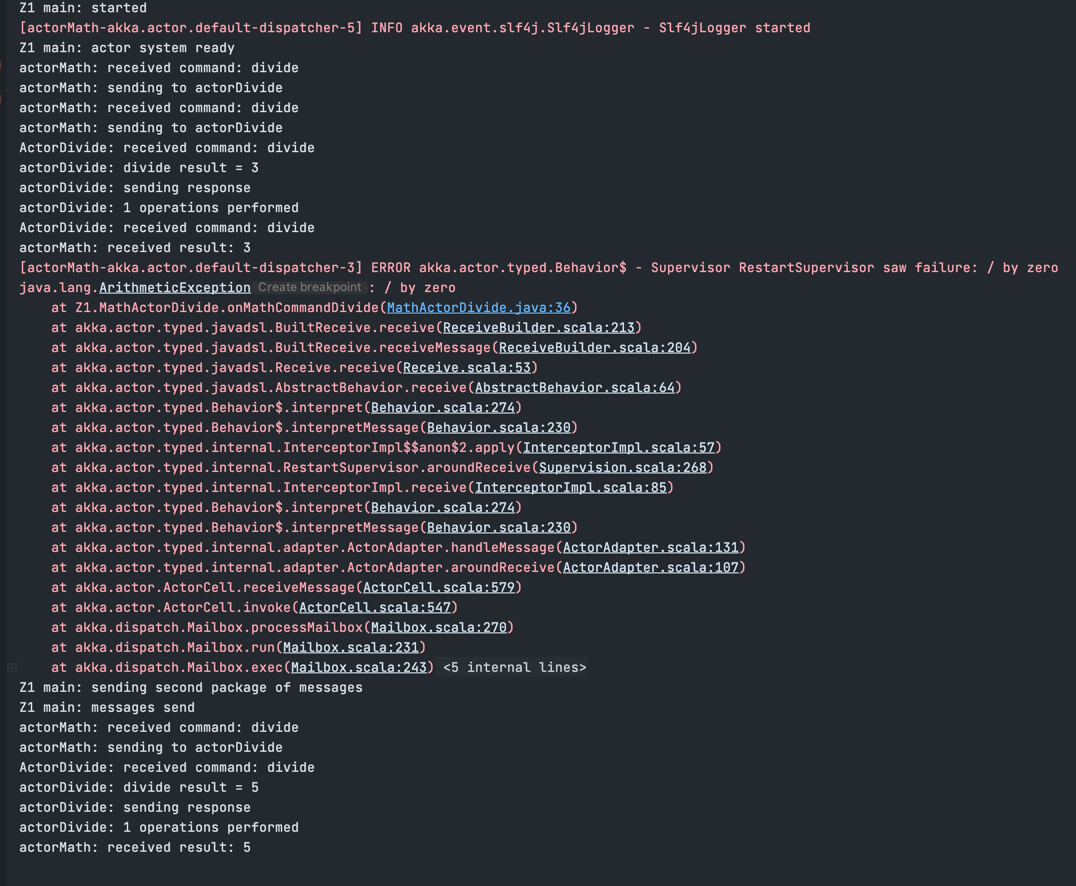 Z1 main: started
[actorMath-akka.actor.default-dispatcher-5] INFO akka.event.slf4j.Slf4jLogger - Slf4jLogger started
Z1 main: actor system ready
actorMath: received command: divide
actorMath: sending to actorDivide
actorMath: received command: divide
actorMath: sending to actorDivide
ActorDivide: received command: divide
actorDivide: divide result = 3
actorDivide: sending response
actorDivide: 1 operations performed
ActorDivide: received command: divide
actorMath: received result: 3
[actorMath-akka.actor.default-dispatcher-3] ERROR akka.actor.typed.Behavior$ - Supervisor RestartSupervisor saw failure: / by zero
java.lang.ArithmeticException Create breakpoint : / by zero
    at Z1.MathActorDivide.onMathCommandDivide(MathActorDivide.java:36)
    at akka.actor.typed.javadsl.BuiltReceive.receive(ReceiveBuilder.scala:213)
    at akka.actor.typed.javadsl.BuiltReceive.receiveMessage(ReceiveBuilder.scala:204)
    at akka.actor.typed.javadsl.Receive.receive(Receive.scala:53)
    at akka.actor.typed.javadsl.AbstractBehavior.receive(AbstractBehavior.scala:64)
    at akka.actor.typed.Behavior$.interpret(Behavior.scala:274)
    at akka.actor.typed.Behavior$.interpretMessage(Behavior.scala:230)
    at akka.actor.typed.internal.InterceptorImpl$$anon$2.apply(InterceptorImpl.scala:57)
    at akka.actor.typed.internal.RestartSupervisor.aroundReceive(Supervision.scala:268)
    at akka.actor.typed.internal.InterceptorImpl.receive(InterceptorImpl.scala:85)
    at akka.actor.typed.Behavior$.interpret(Behavior.scala:274)
    at akka.actor.typed.Behavior$.interpretMessage(Behavior.scala:230)
    at akka.actor.typed.internal.adapter.ActorAdapter.handleMessage(ActorAdapter.scala:131)
    at akka.actor.typed.internal.adapter.ActorAdapter.aroundReceive(ActorAdapter.scala:107)
    at akka.actor.ActorCell.receiveMessage(ActorCell.scala:579)
    at akka.actor.ActorCell.invoke(ActorCell.scala:547)
    at akka.dispatch.Mailbox.processMailbox(Mailbox.scala:270)
    at akka.dispatch.Mailbox.run(Mailbox.scala:231)
    at akka.dispatch.Mailbox.exec(Mailbox.scala:243) <5 internal lines>
Z1 main: sending second package of messages
Z1 main: messages send
actorMath: received command: divide
actorMath: sending to actorDivide
ActorDivide: received command: divide
actorDivide: divide result = 5
actorDivide: sending response
actorDivide: 1 operations performed
actorMath: received result: 5